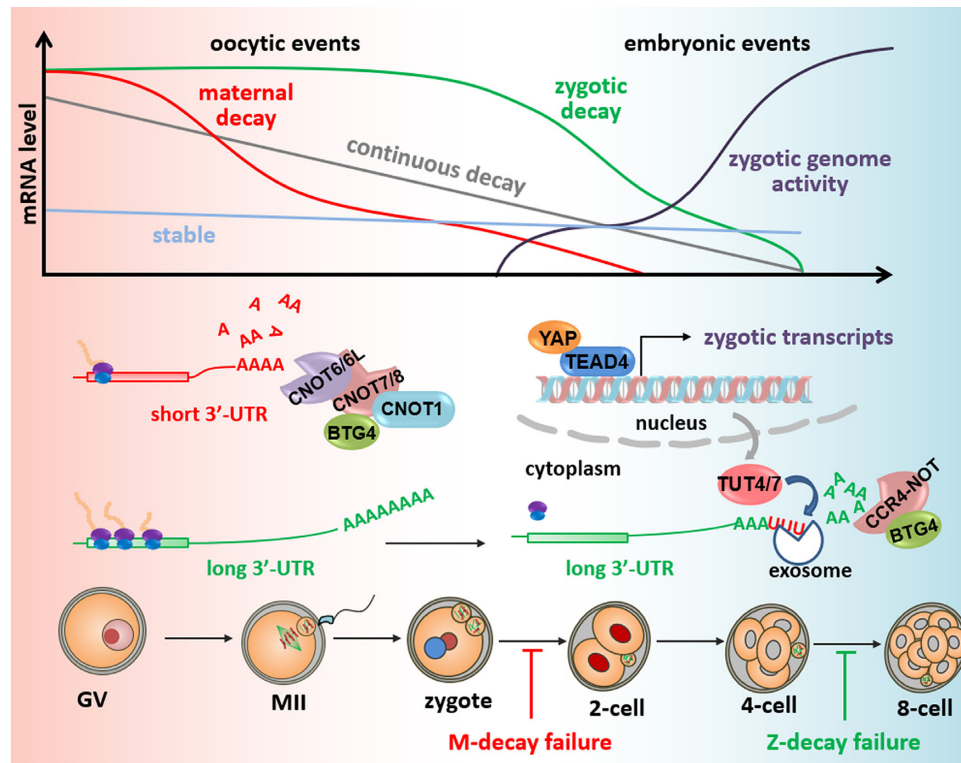 oocytic events
embryonic events
mRNA level
maternal
decay
zygotic
decay
continuous decay
zygotic genome
activity
stable
A
A
AA
AA
A
AAAA
short 3’-UTR
CNOT6/6L
CNOT7/8
CNOT1
BTG4
YAP
TEAD4
zygotic transcripts
nucleus
cytoplasm
TUT4/7
A
A
AA
A
AA
CCR4-NOT
BTG4
AAAAAAAA
long 3’-UTR
AAAUUU
long 3’-UTR
exosome
GV
MII
zygote
2-cell
4-cell
8-cell
M-decay failure
Z-decay failure